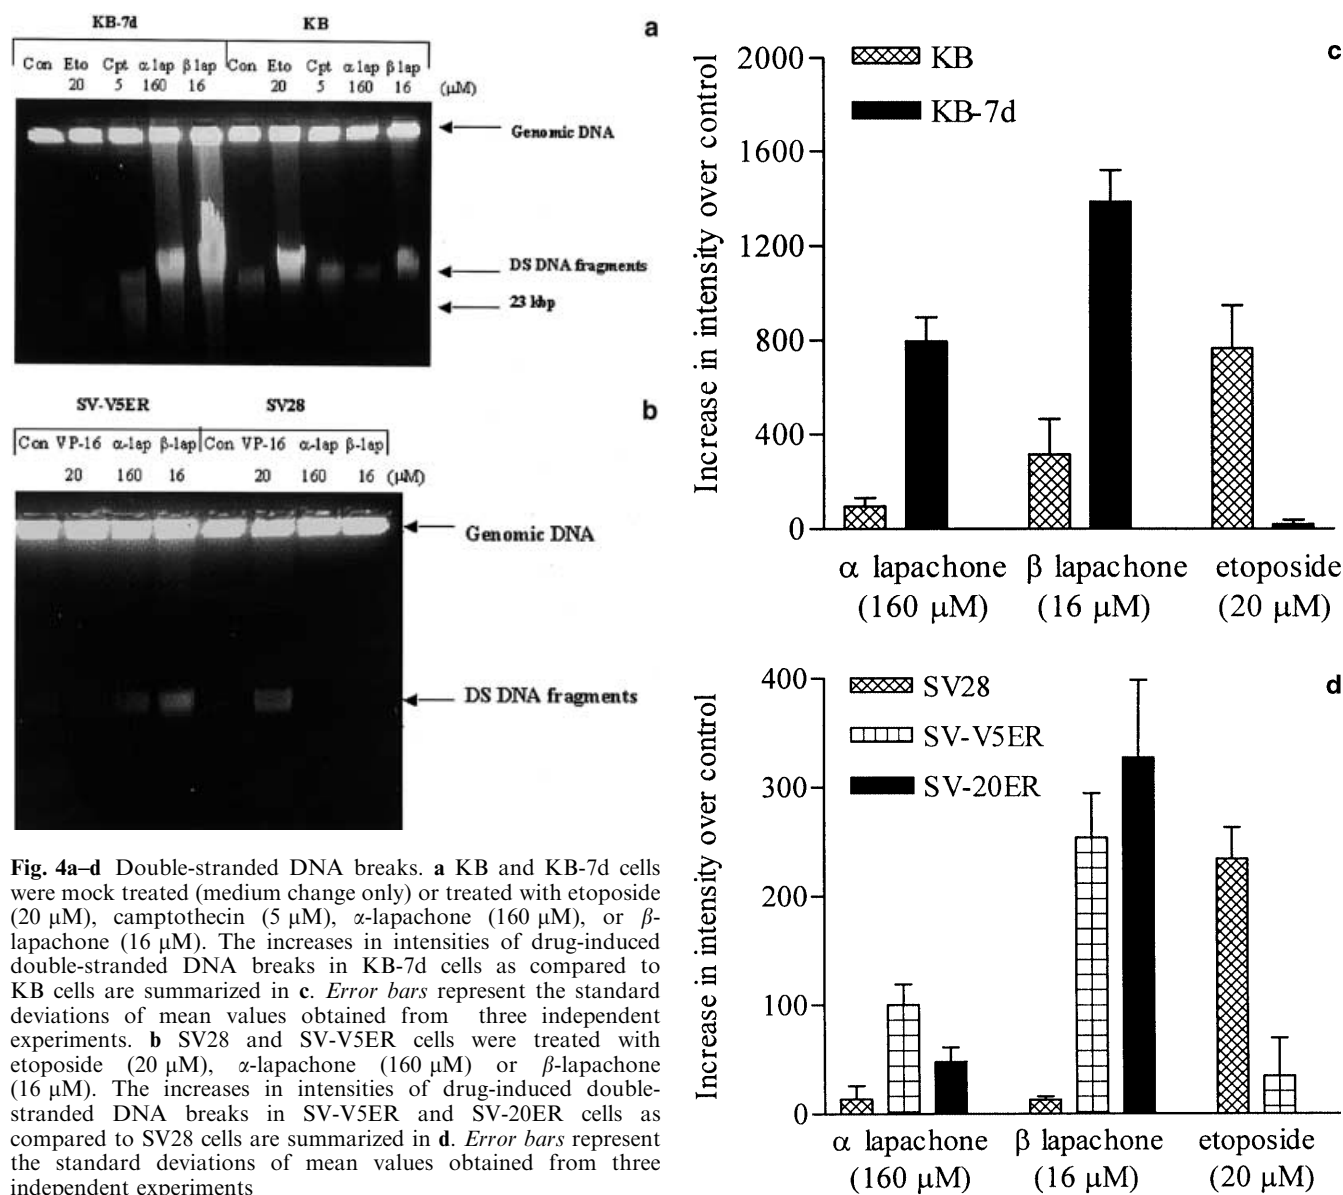 KB-7d KB a
Con Eto Cpt α lap β lap Con Eto Cpt α lap β lap
20 5 160 16 20 5 160 16 (μM)
Genomic DNA
DS DNA fragments
23 kbp
SV-V5ER SV28 b
Con VP-16 α-lap β-lap Con VP-16 α-lap β-lap
20 160 16 20 160 16 (μM)
Genomic DNA
DS DNA fragments
Fig. 4a–d Double-stranded DNA breaks. a KB and KB-7d cells
were mock treated (medium change only) or treated with etoposide
(20 μM), camptothecin (5 μM), α-lapachone (160 μM), or β-
lapachone (16 μM). The increases in intensities of drug-induced
double-stranded DNA breaks in KB-7d cells as compared to
KB cells are summarized in c. Error bars represent the standard
deviations of mean values obtained from three independent
experiments. b SV28 and SV-V5ER cells were treated with
etoposide (20 μM), α-lapachone (160 μM) or β-lapachone
(16 μM). The increases in intensities of drug-induced double-
stranded DNA breaks in SV-V5ER and SV-20ER cells as
compared to SV28 cells are summarized in d. Error bars represent
the standard deviations of mean values obtained from three
independent experiments
c
Increase in intensity over control
2000
1600
1200
800
400
0
KB
KB-7d
α lapachone β lapachone etoposide
(160 μM) (16 μM) (20 μM)
d
Increase in intensity over control
400
300
200
100
0
SV28
SV-V5ER
SV-20ER
α lapachone β lapachone etoposide
(160 μM) (16 μM) (20 μM)